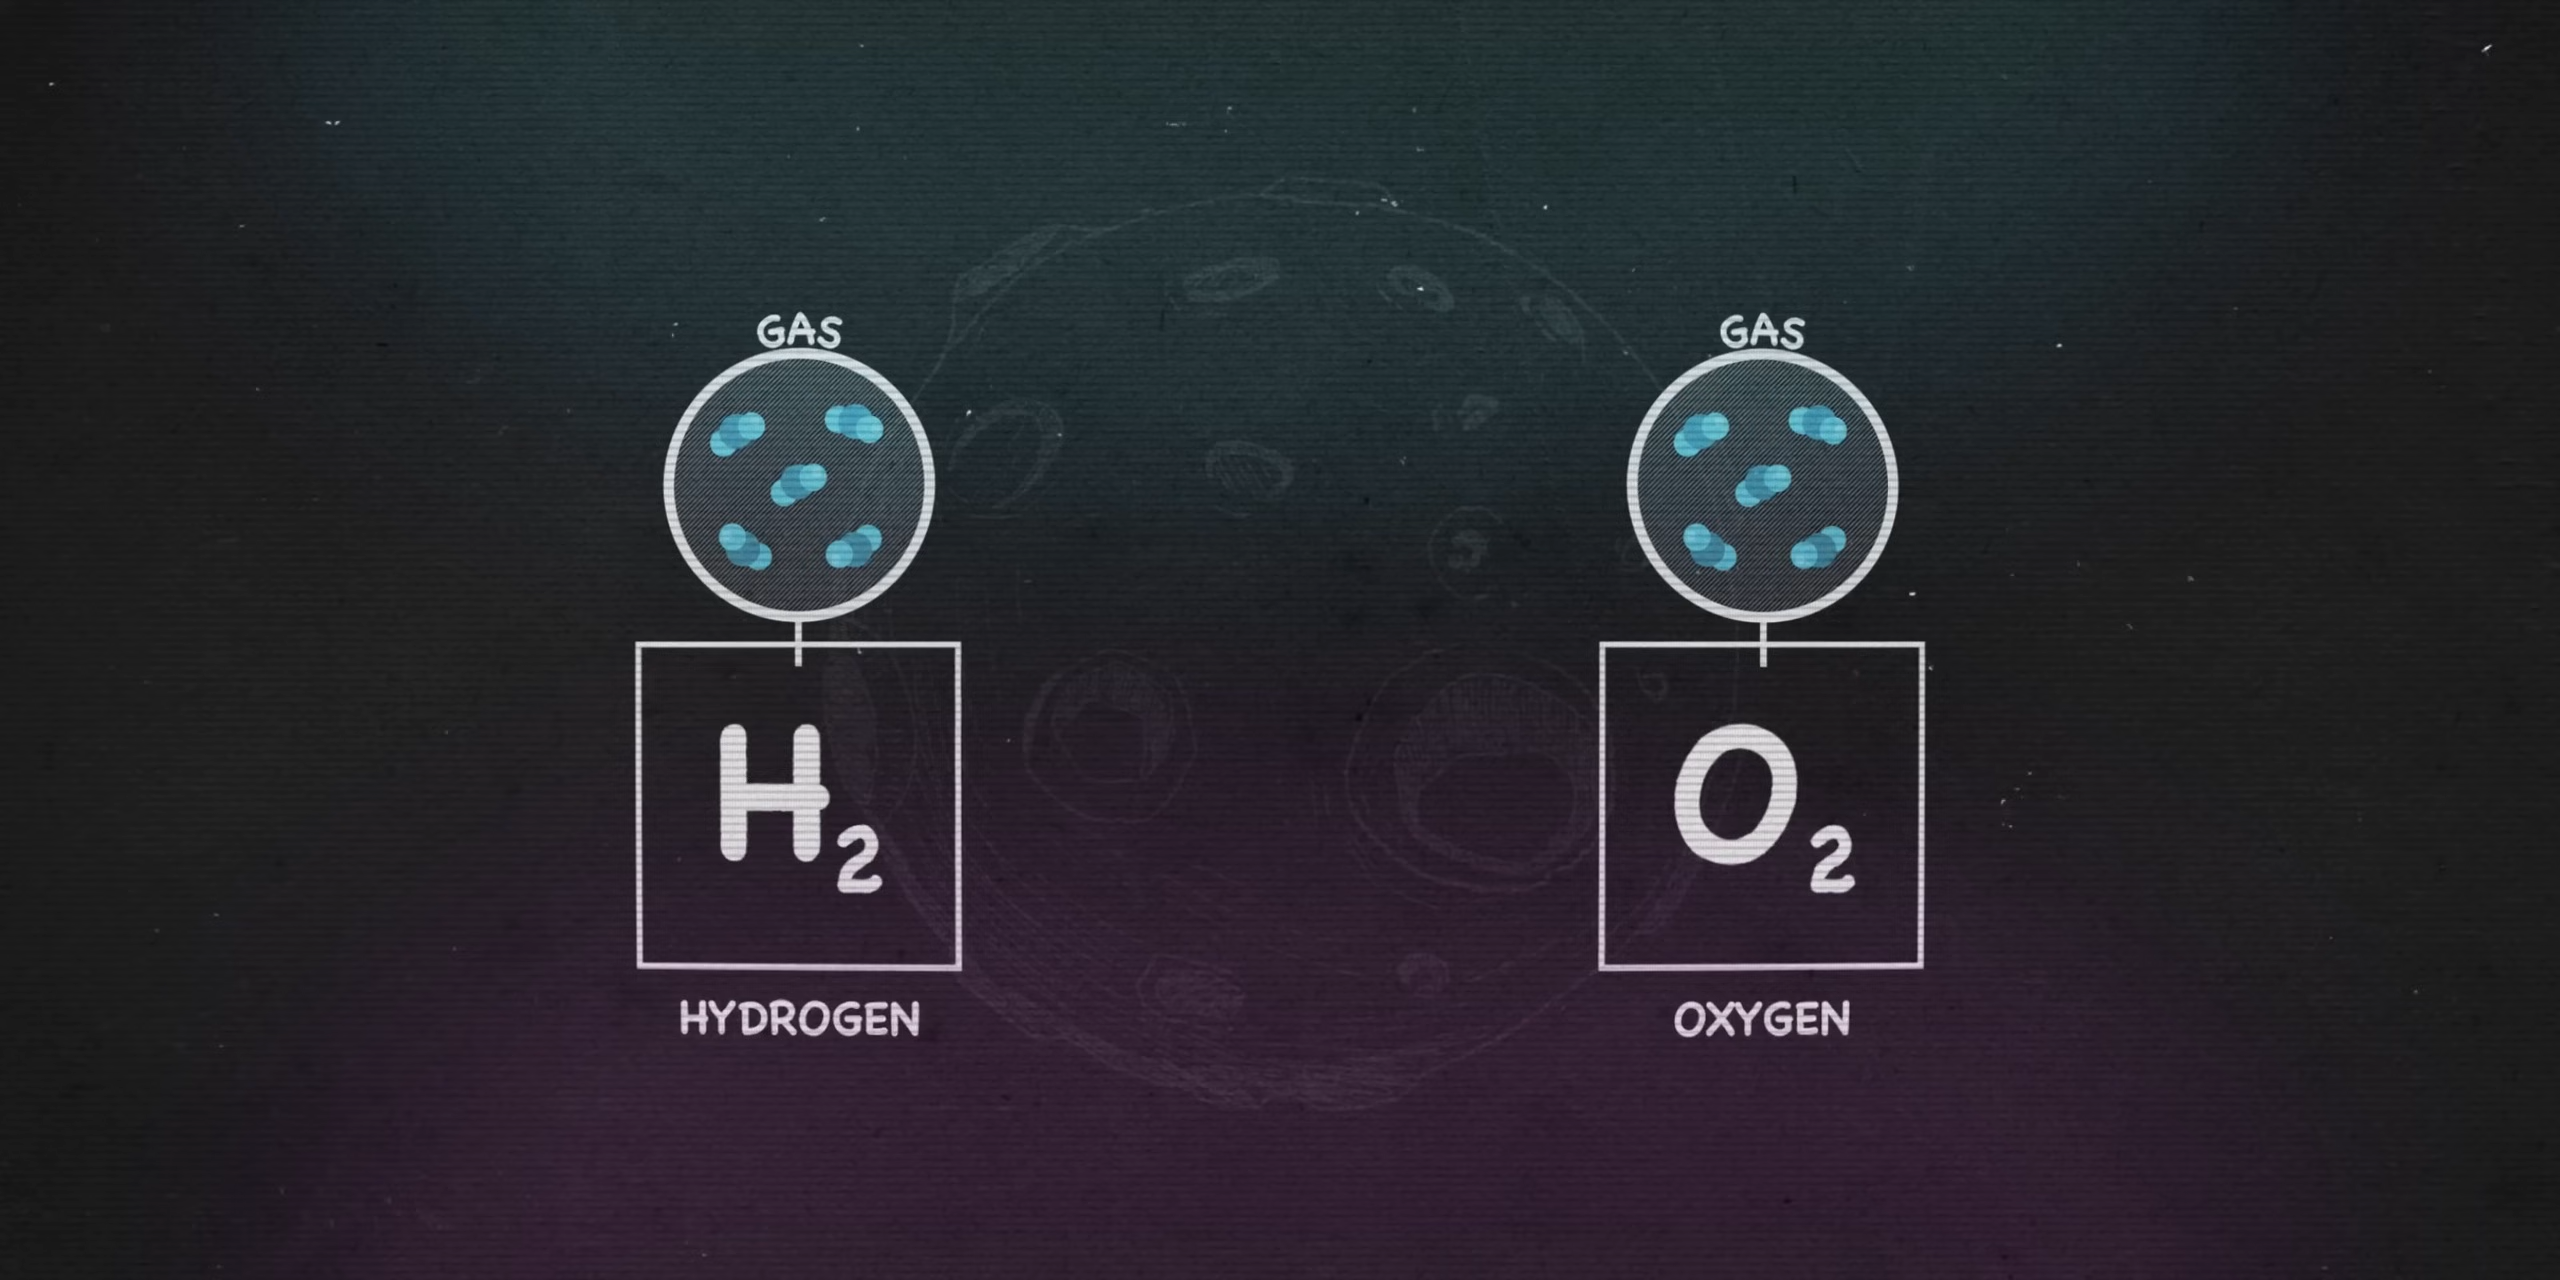 GAS
GAS
H₂
O₂
HYDROGEN
OXYGEN